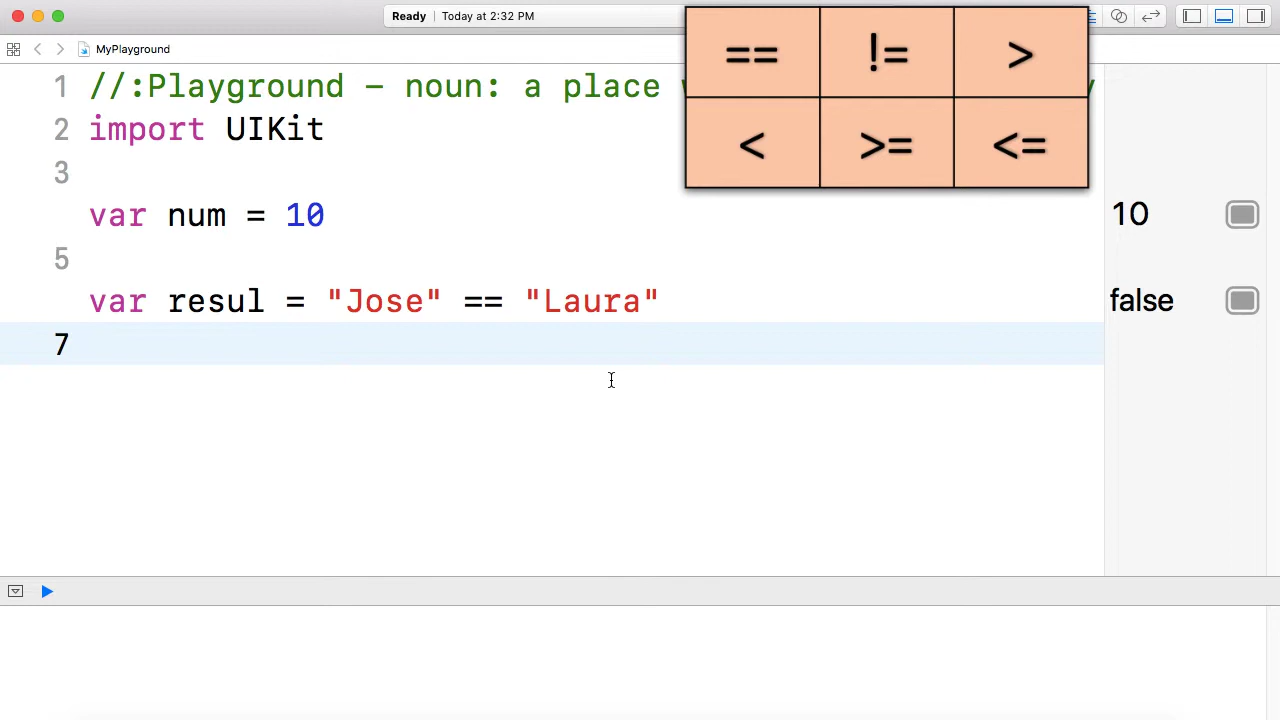 Ready | Today at 2:32 PM
MyPlayground
== != >
< >= <=
1 //:Playground – noun: a place
2 import UIKit
3
var num = 10 10
5
var resul = "Jose" == "Laura" false
7